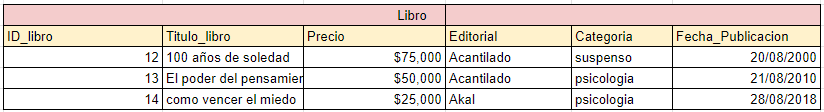 Libro
ID_libro Titulo_libro Precio Editorial Categoria Fecha_Publicacion
12 100 años de soledad $75,000 Acantilado suspenso 20/08/2000
13 El poder del pensamier $50,000 Acantilado psicologia 21/08/2010
14 como vencer el miedo $25,000 Akal psicologia 28/08/2018